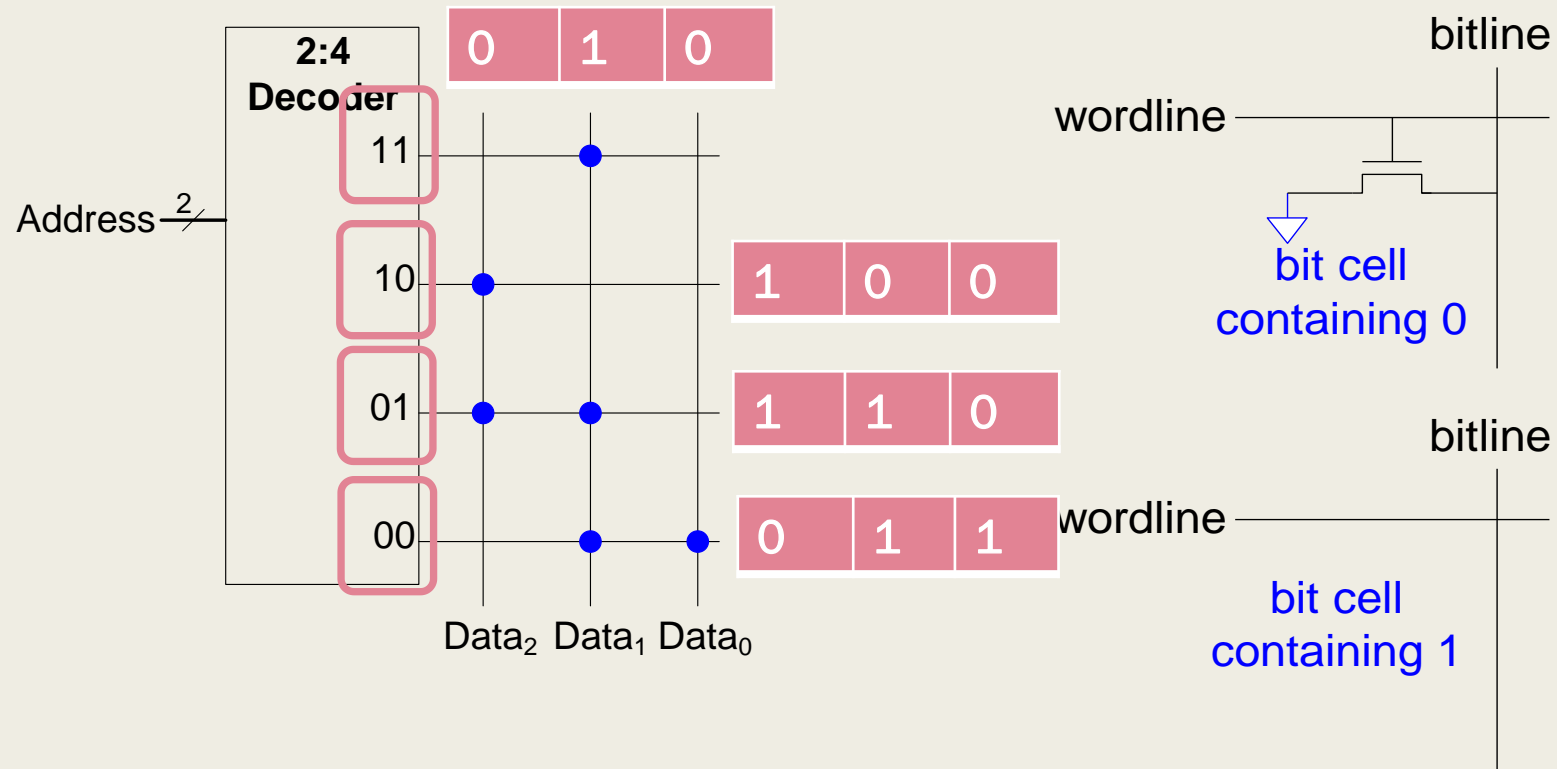 2:4
Decoder
0 1 0
11
Address
2
10
1 0 0
01
1 1 0
00
0 1 1
Data₂ Data₁ Data₀
bitline
wordline
bit cell
containing 0
bitline
wordline
bit cell
containing 1